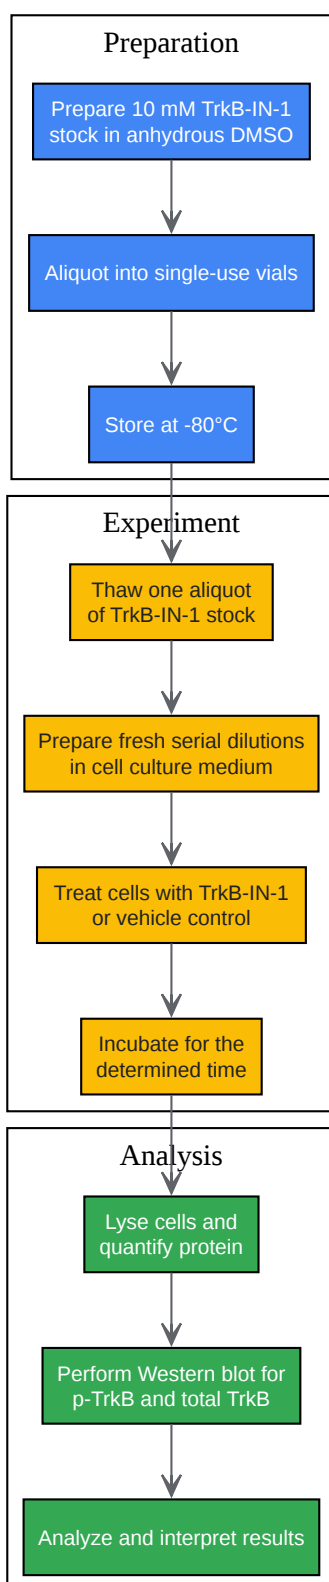 Preparation
Prepare 10 mM TrkB-IN-1
stock in anhydrous DMSO
Aliquot into single-use vials
Store at -80°C
Experiment
Thaw one aliquot
of TrkB-IN-1 stock
Prepare fresh serial dilutions
in cell culture medium
Treat cells with TrkB-IN-1
or vehicle control
Incubate for the
determined time
Analysis
Lyse cells and
quantify protein
Perform Western blot for
p-TrkB and total TrkB
Analyze and interpret results